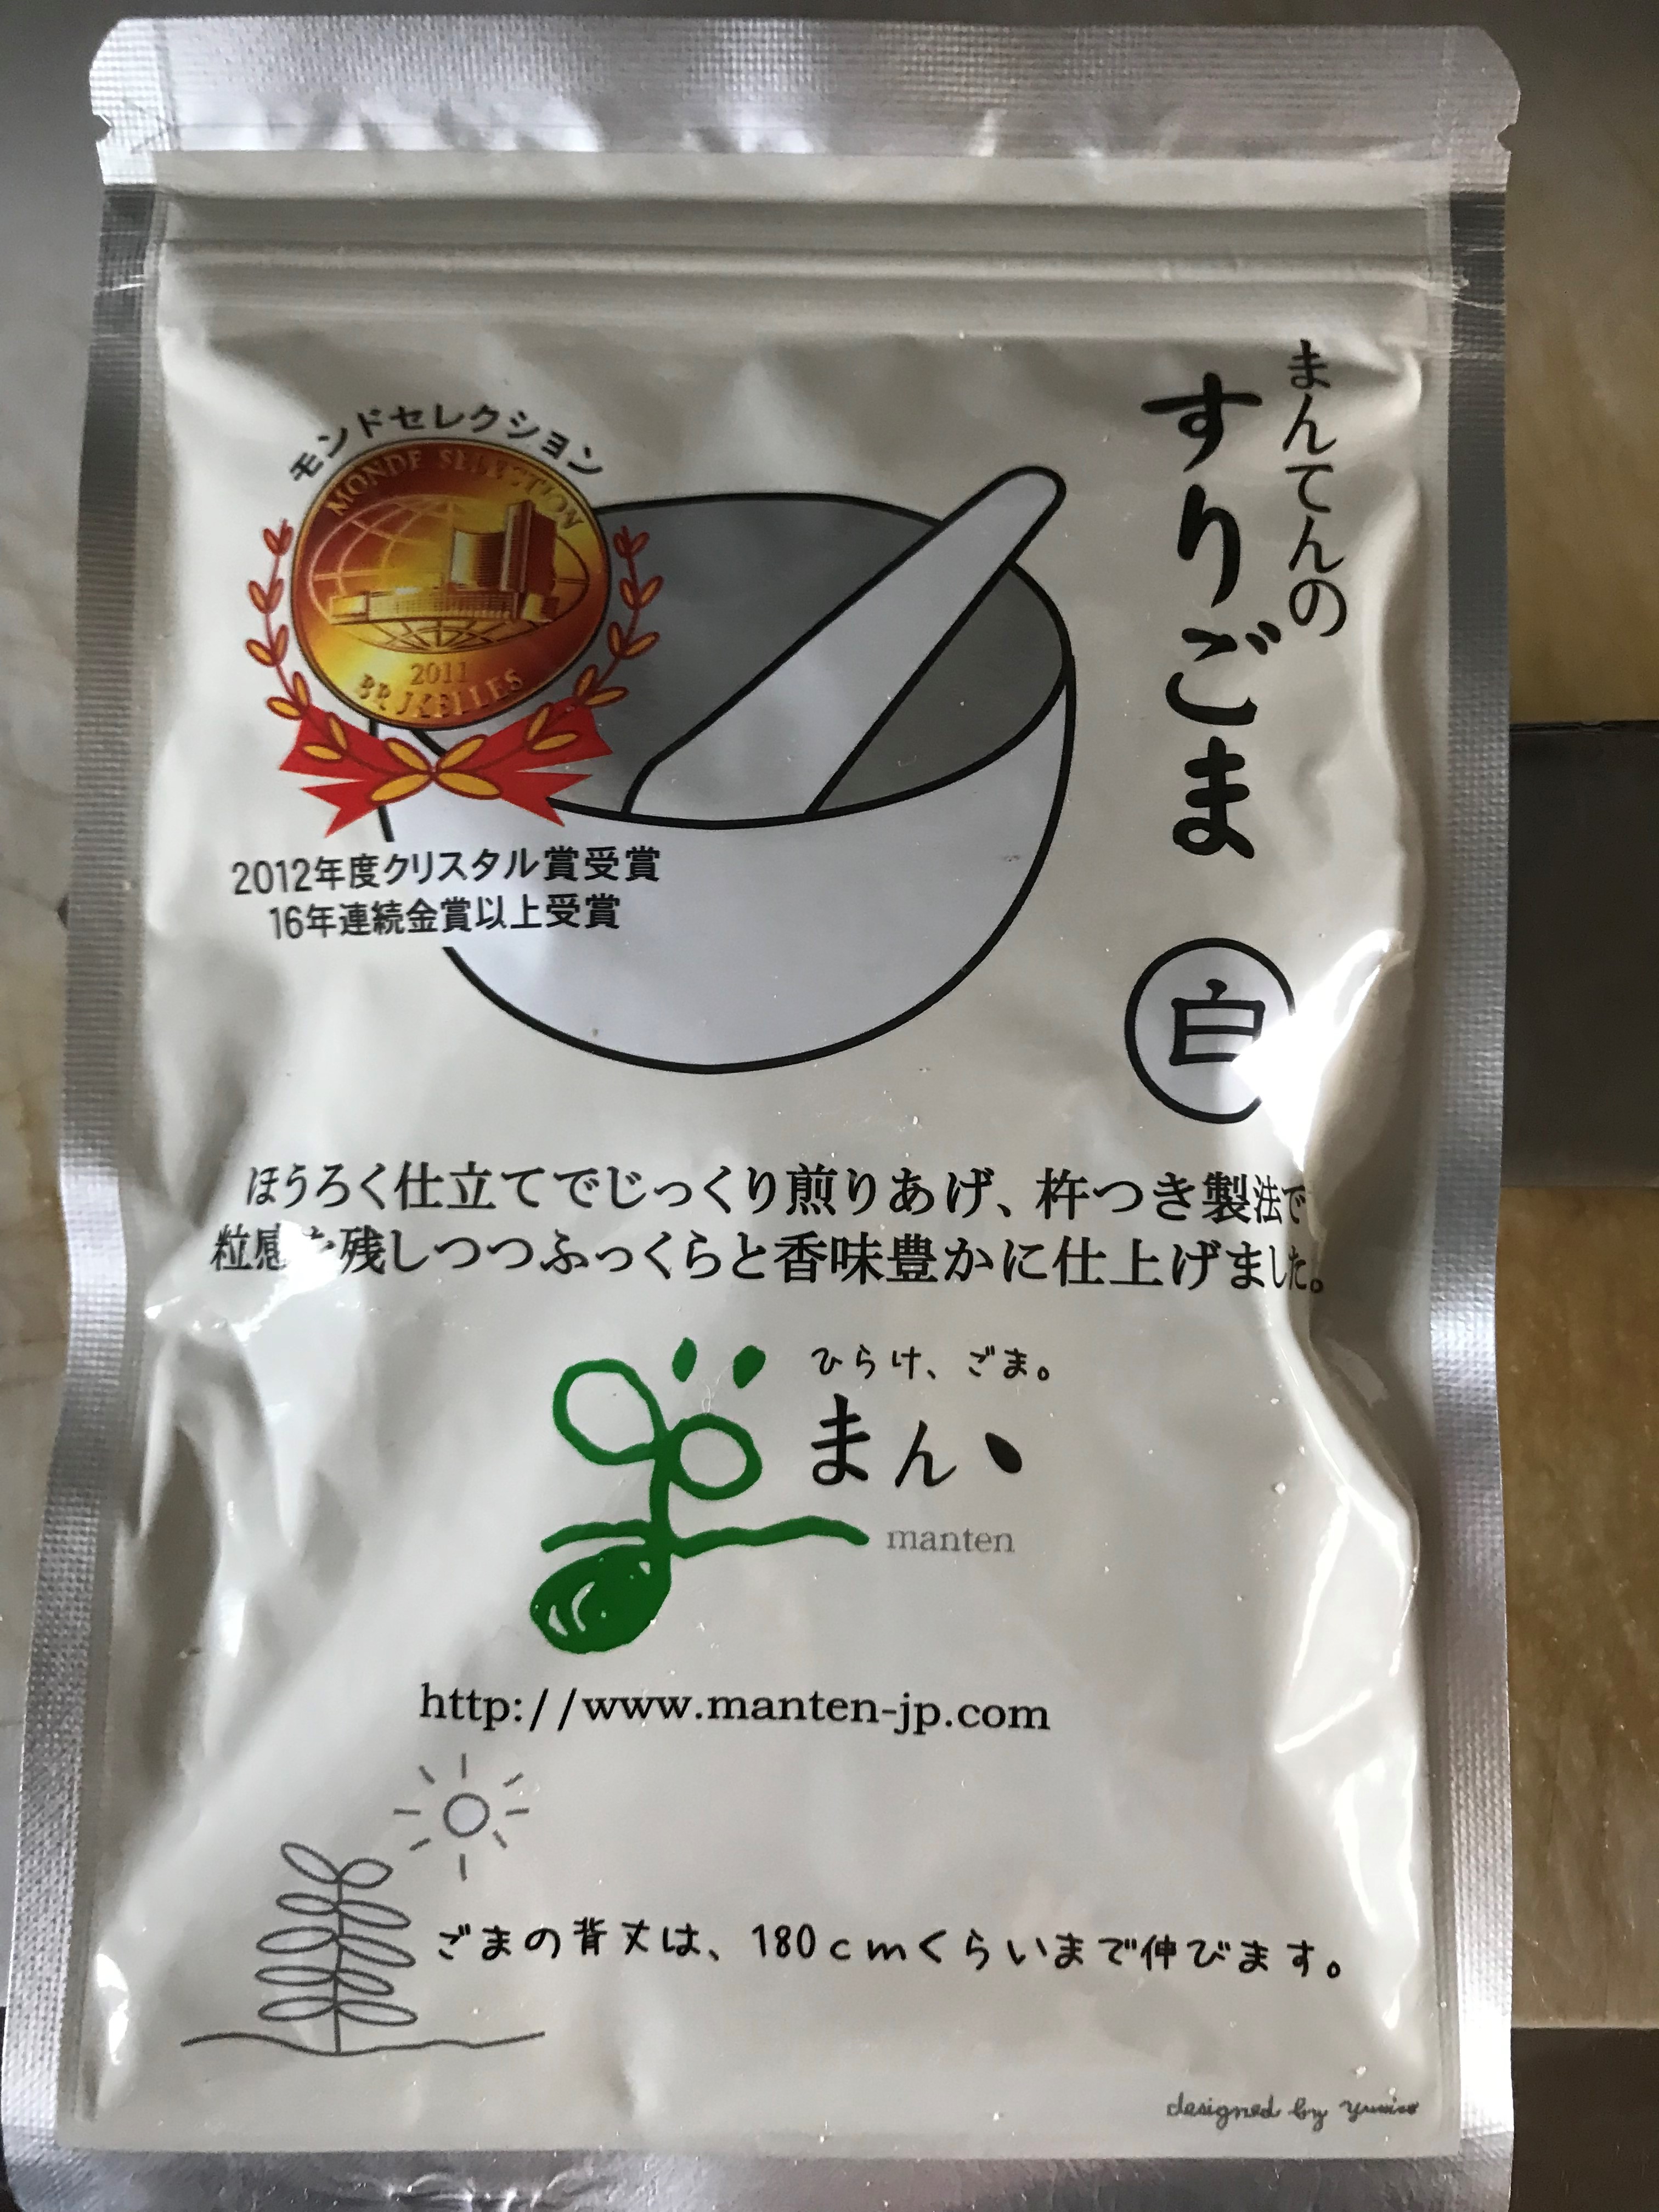 まんてんの
すりごま
白
モンドセレクション
MONDE SELECTION
2011
BRUXELLES
2012年度クリスタル賞受賞
16年連続金賞以上受賞
ほうろく仕立てでじっくり煎りあげ、杵つき製法で
粒感を残しつつふっくらと香味豊かに仕上げました。
ひらけ、ごま。
まん
manten
http://www.manten-jp.com
ごまの背丈は、180cmくらいまで伸びます。
designed by